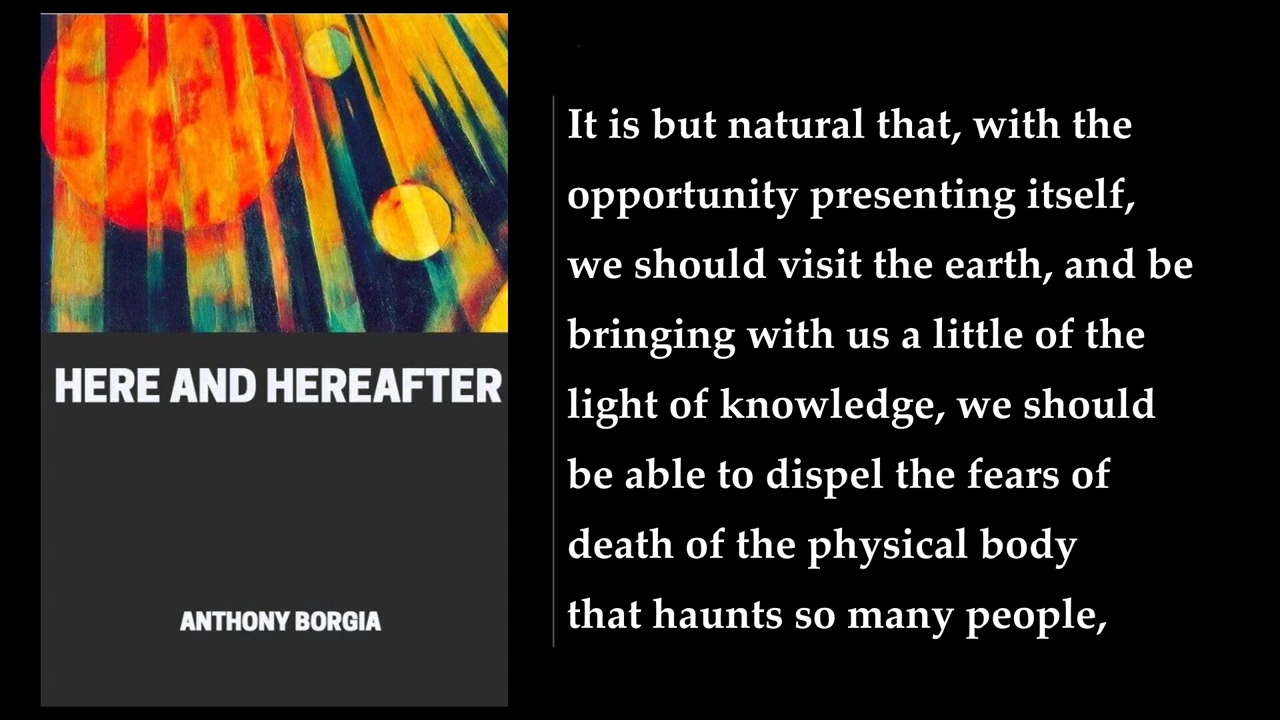 HERE AND HEREAFTER
ANTHONY BORGIA
It is but natural that, with the
opportunity presenting itself,
we should visit the earth, and be
bringing with us a little of the
light of knowledge, we should
be able to dispel the fears of
death of the physical body
that haunts so many people,